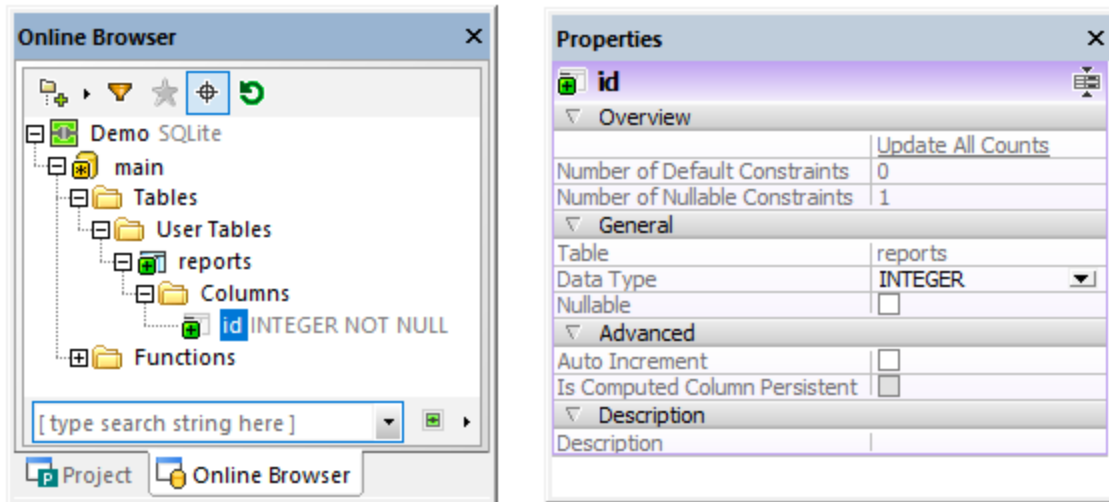 Online Browser
Demo SQLite
main
Tables
User Tables
reports
Columns
id INTEGER NOT NULL
Functions
[ type search string here ]
Project
Online Browser
Properties
id
Overview
Update All Counts
Number of Default Constraints 0
Number of Nullable Constraints 1
General
Table reports
Data Type INTEGER
Nullable
Advanced
Auto Increment
Is Computed Column Persistent
Description
Description